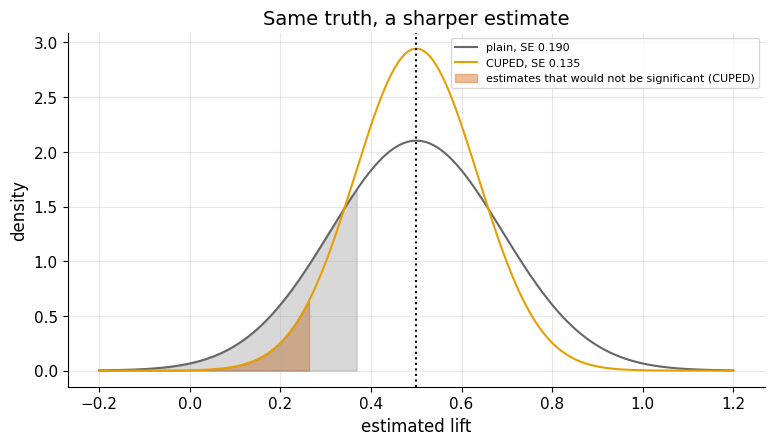 Same truth, a sharper estimate
plain, SE 0.190
CUPED, SE 0.135
estimates that would not be significant (CUPED)
density
3.0
2.5
2.0
1.5
1.0
0.5
0.0
−0.2 0.0 0.2 0.4 0.6 0.8 1.0 1.2
estimated lift